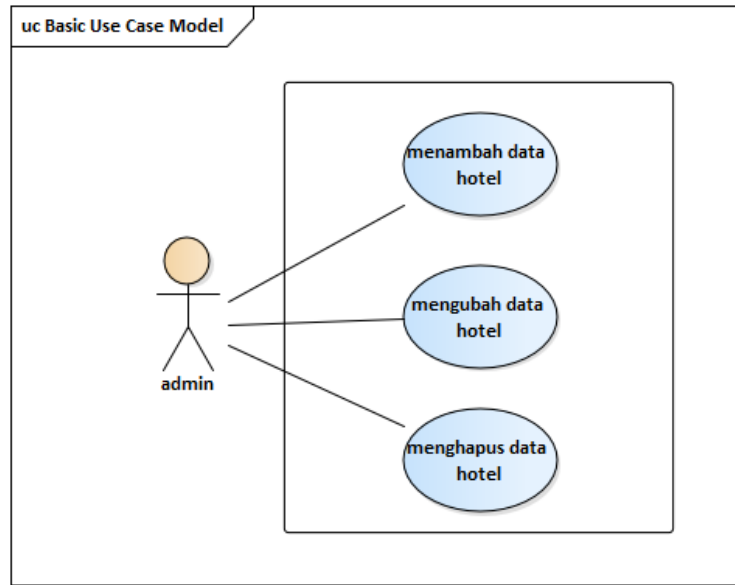 uc Basic Use Case Model
menambah data
hotel
mengubah data
hotel
admin
menghapus data
hotel